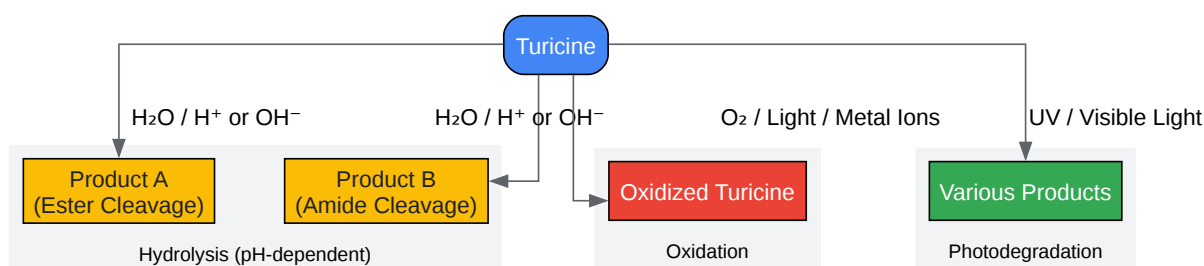 Turicine
H₂O / H⁺ or OH⁻
H₂O / H⁺ or OH⁻
O₂ / Light / Metal Ions
UV / Visible Light
Product A
(Ester Cleavage)
Product B
(Amide Cleavage)
Oxidized Turicine
Various Products
Hydrolysis (pH-dependent)
Oxidation
Photodegradation